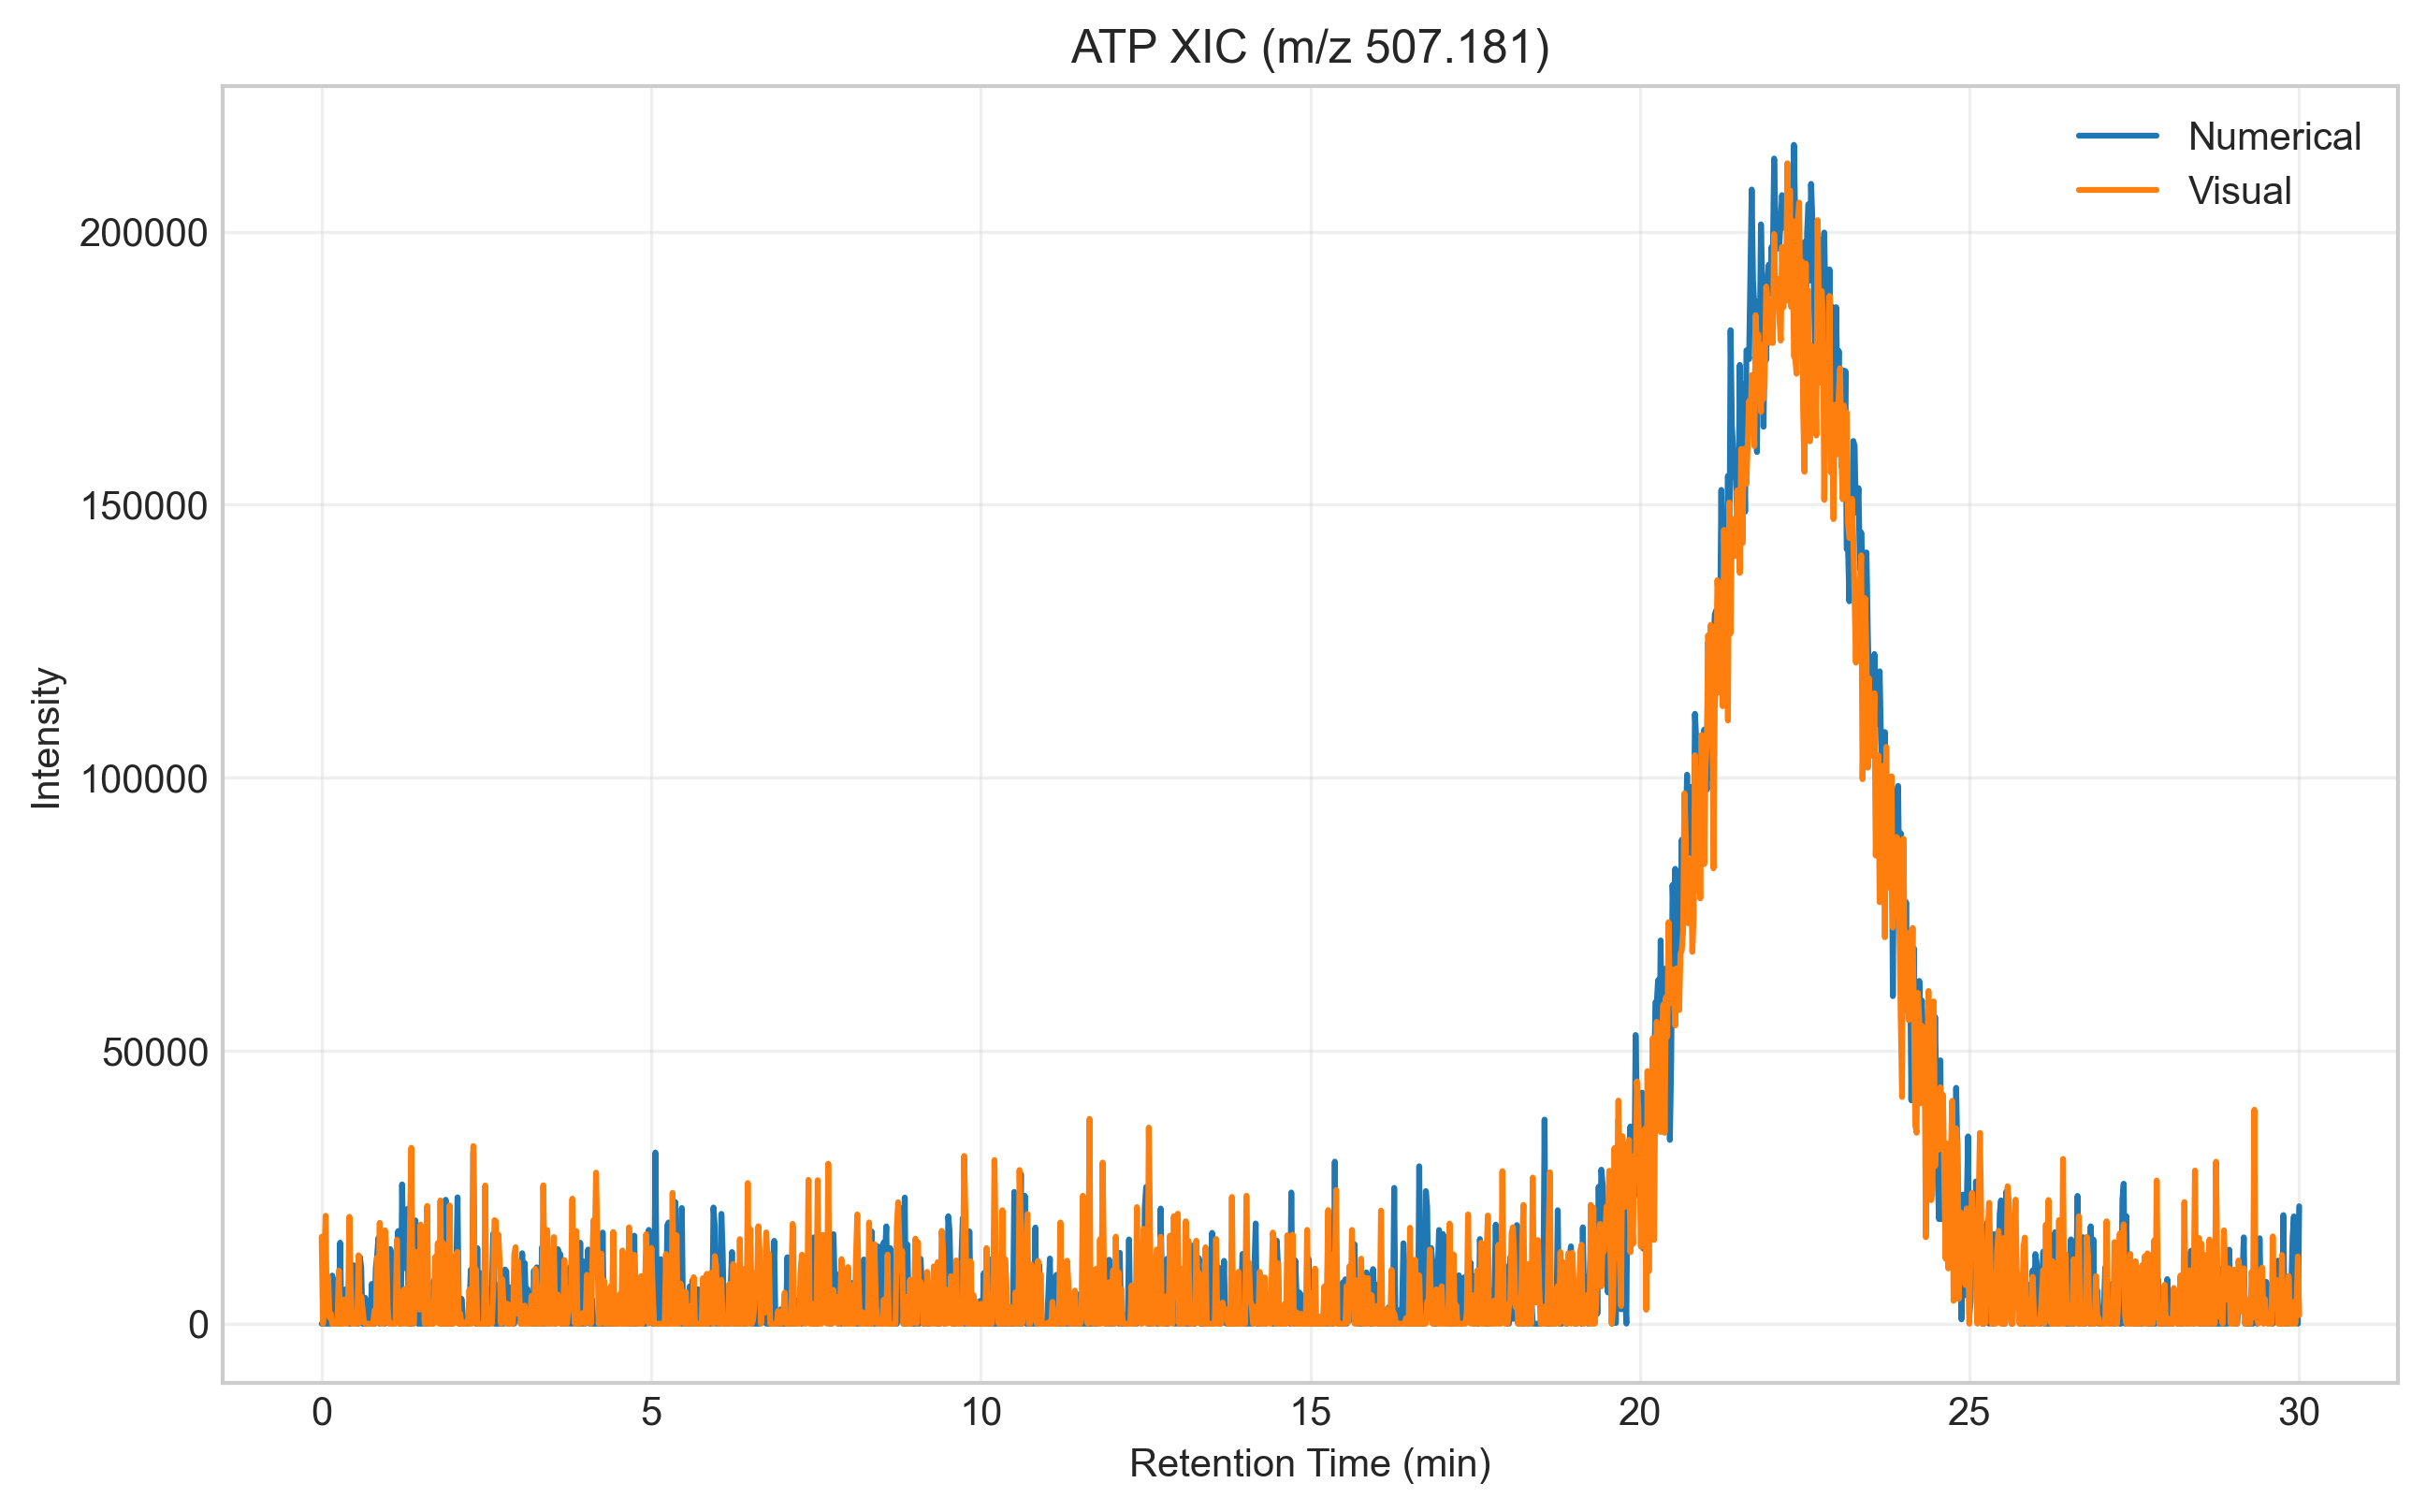 ATP XIC (m/z 507.181)
Numerical
Visual
200000
150000
100000
50000
0
Intensity
0 5 10 15 20 25 30
Retention Time (min)